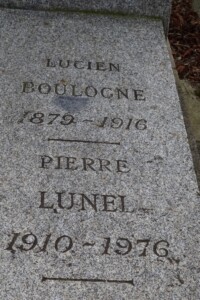 LUCIEN
BOULOGNE
1879-1916
PIERRE
LUNEL
1910-1976